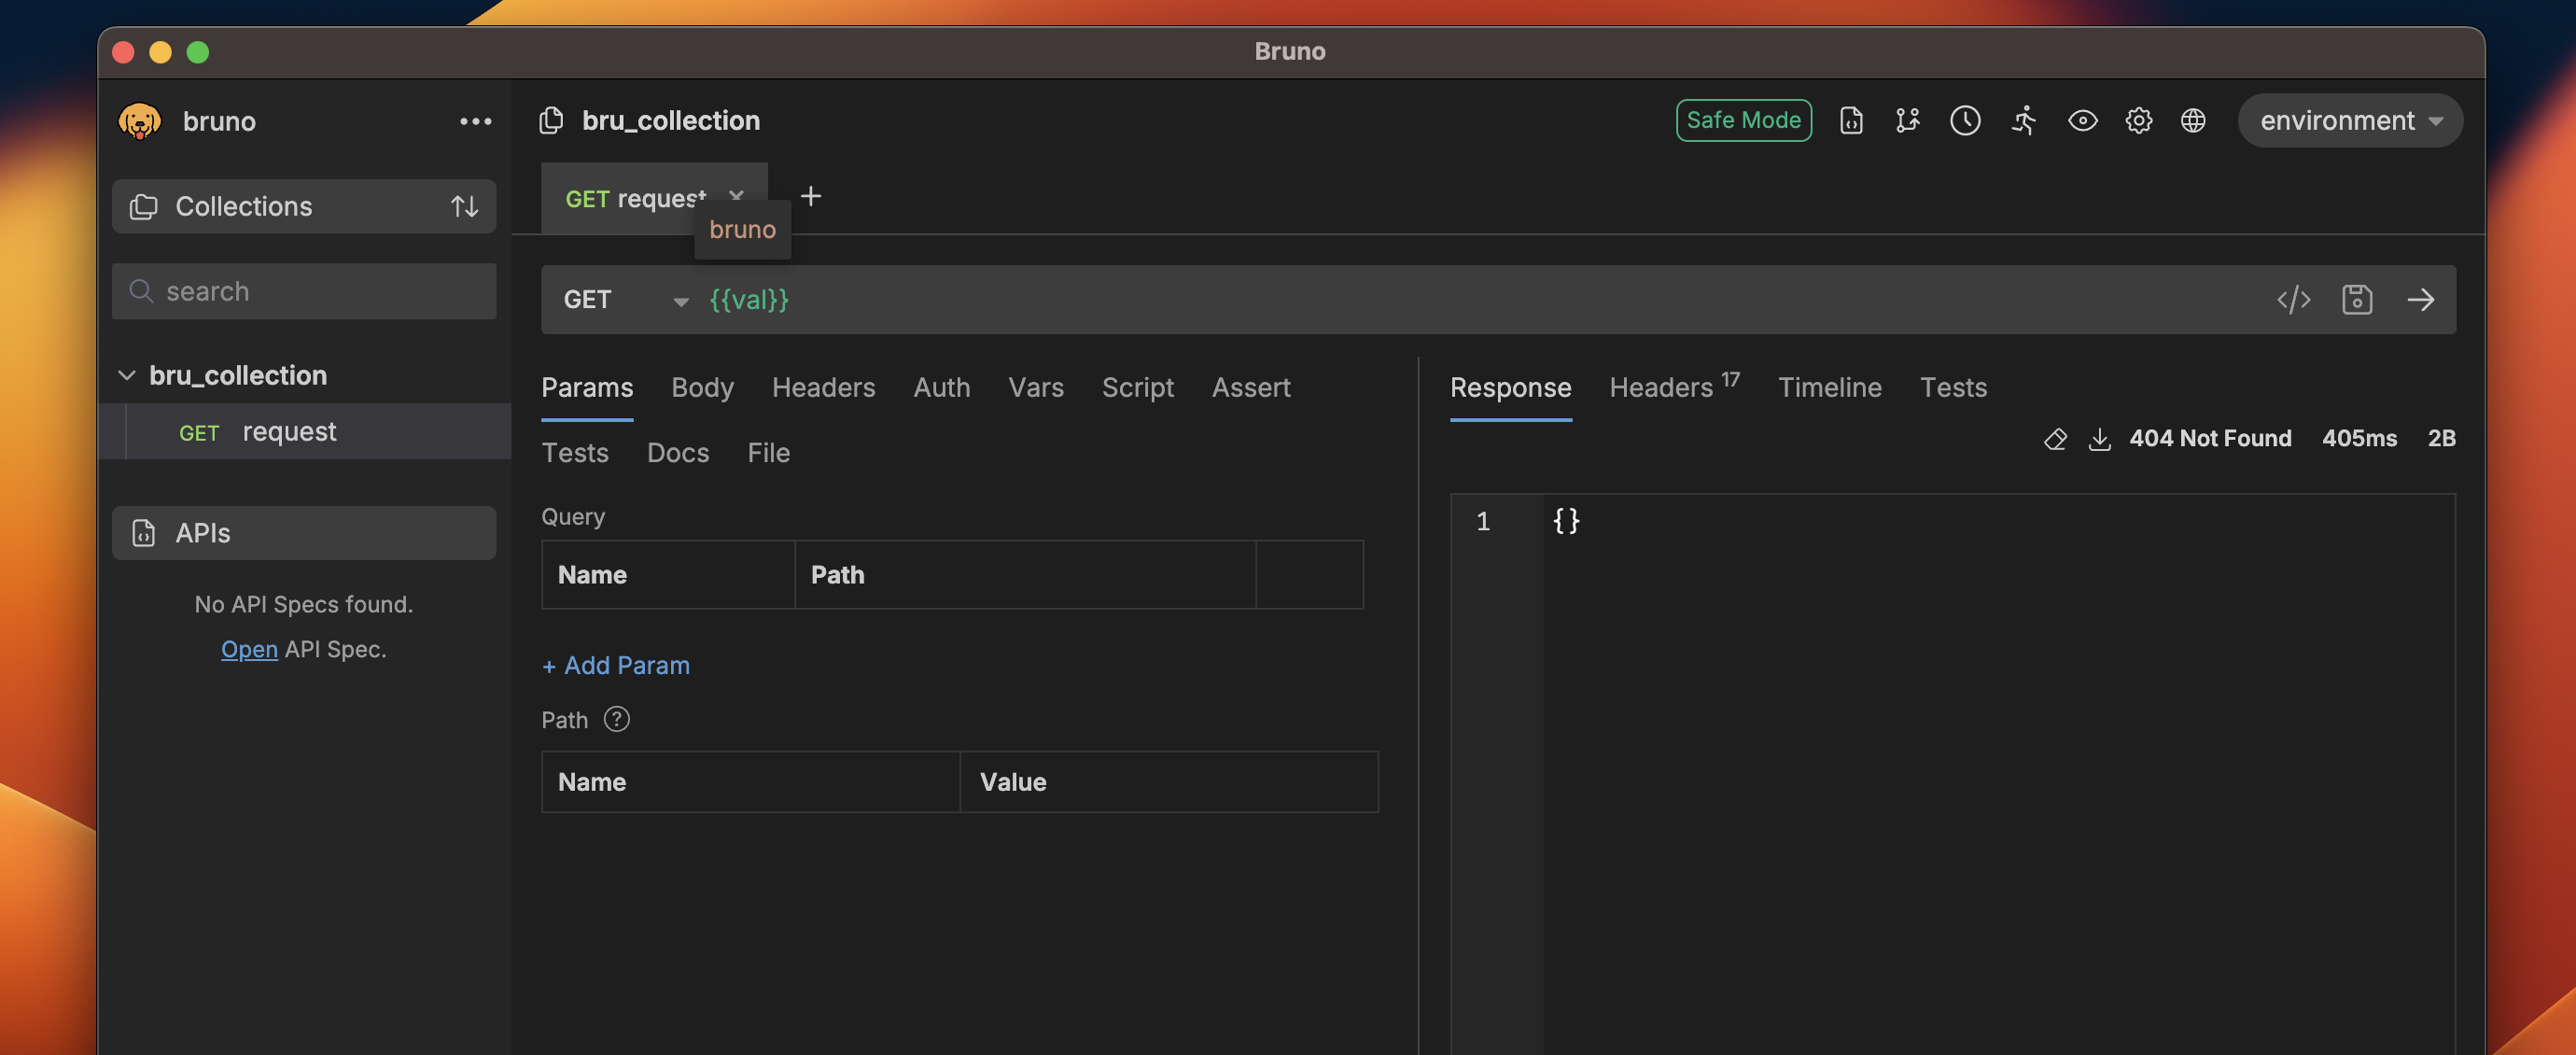 Bruno
bruno
Collections
search
bru_collection
GET request
APIs
No API Specs found.
Open API Spec.
bru_collection
Safe Mode
environment
GET request
bruno
GET {{val}}
Params Body Headers Auth Vars Script Assert
Tests Docs File
Query
Name Path
+ Add Param
Path ?
Name Value
Response Headers 17 Timeline Tests
404 Not Found 405ms 2B
1 {}